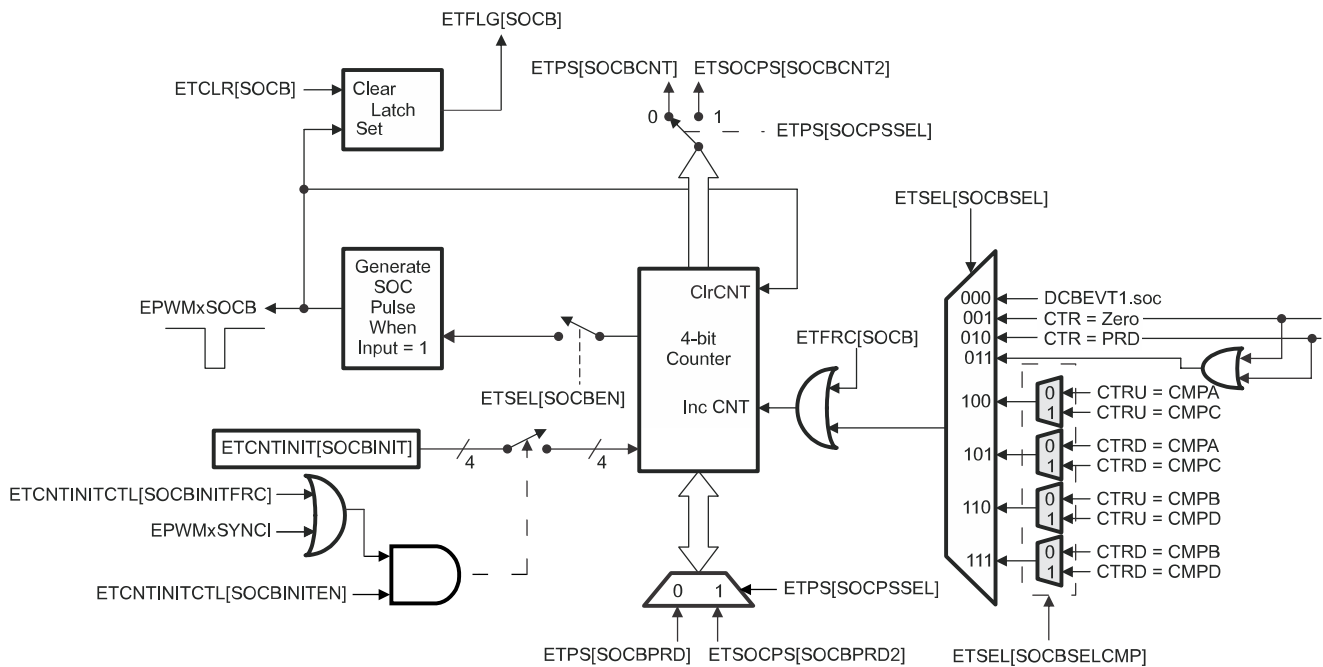 ETFLG[SOCB]
ETCLR[SOCB]
Clear
Latch
Set
ETPS[SOCBCNT]
ETSOCPS[SOCBCNT2]
0
1
ETPS[SOCPSSEL]
ETSEL[SOCBSEL]
EPWMxSOCB
Generate
SOC
Pulse
When
Input = 1
ETSEL[SOCBEN]
ClrCNT
4-bit
Counter
Inc CNT
ETFRC[SOCB]
000
DCBEVT1.soc
001
CTR = Zero
010
CTR = PRD
011
100
0
CTRU = CMPA
1
CTRU = CMPC
101
0
CTRD = CMPA
1
CTRD = CMPC
110
0
CTRU = CMPB
1
CTRU = CMPD
111
0
CTRD = CMPB
1
CTRD = CMPD
ETSEL[SOCBSELCMP]
ETCNTINIT[SOCBINIT]
4
4
ETCNTINITCTL[SOCBINITFRC]
EPWMxSYNCI
ETCNTINITCTL[SOCBINITEN]
0 1
ETPS[SOCPSSEL]
ETPS[SOCBPRD]
ETSOCPS[SOCBPRD2]